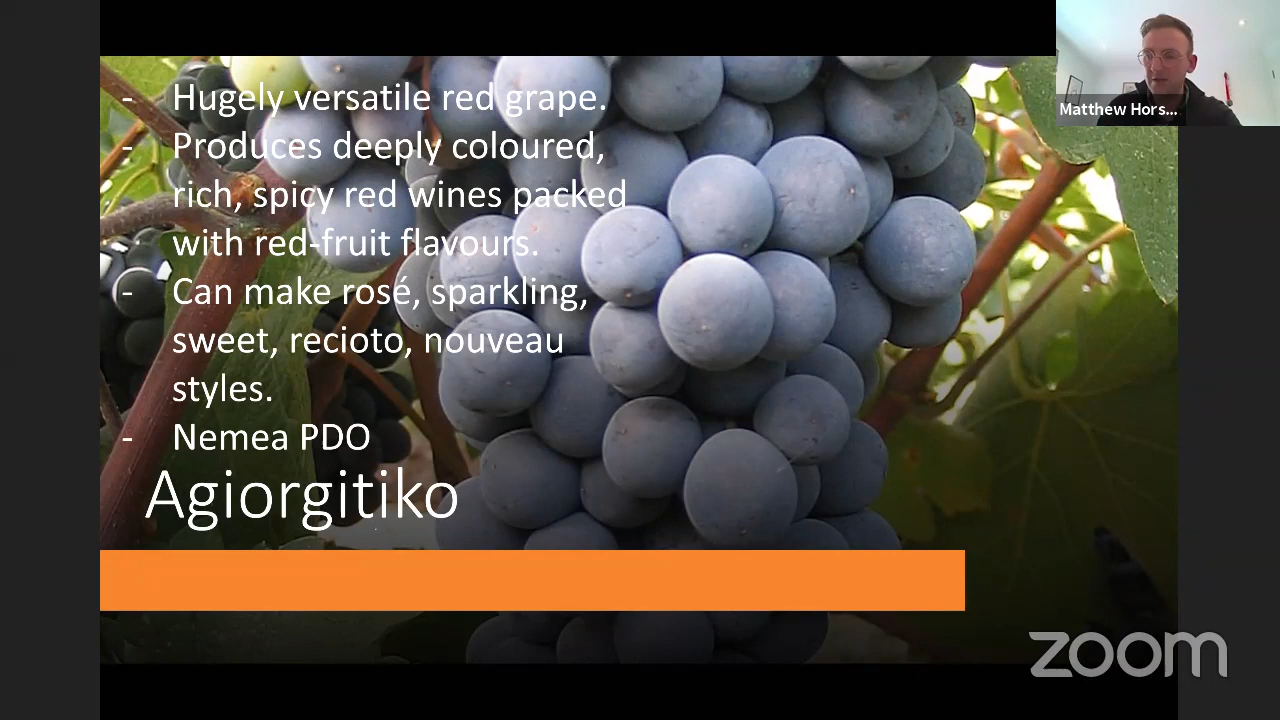 - Hugely versatile red grape.
- Produces deeply coloured,
rich, spicy red wines packed
with red-fruit flavours.
- Can make rosé, sparkling,
sweet, recioto, nouveau
styles.
- Nemea PDO
Agiorgitiko
Matthew Hors...
zoom